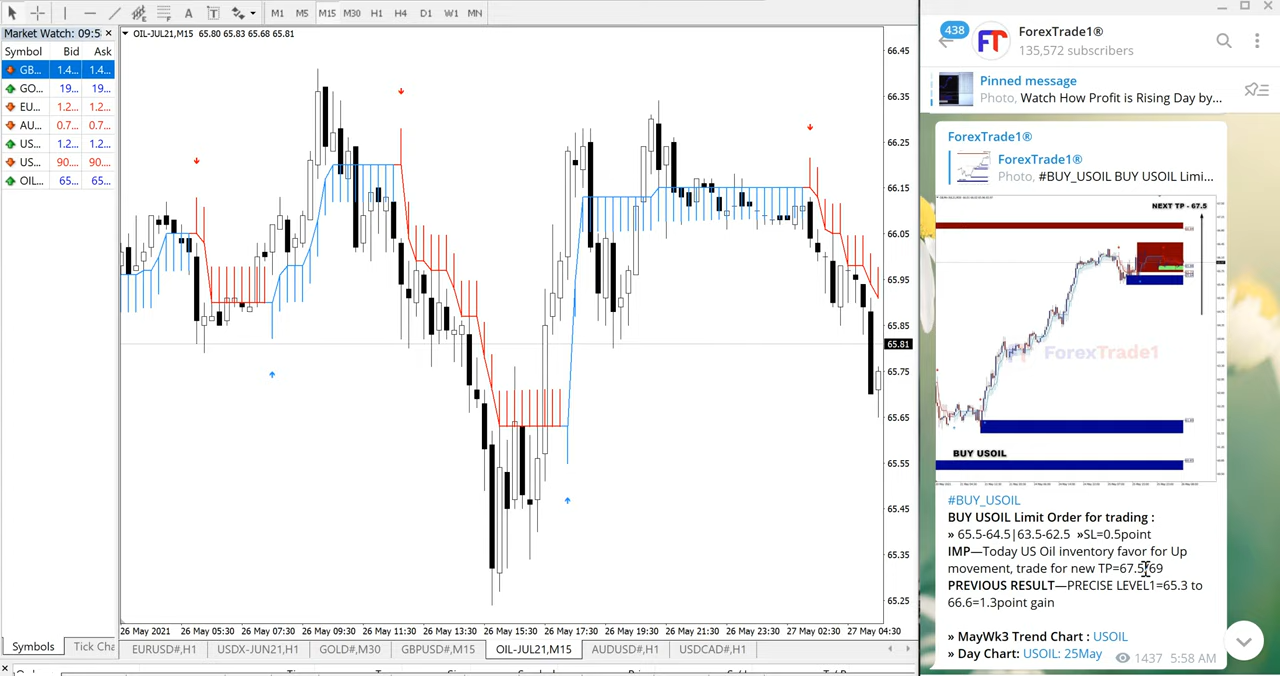 M1 M5 M15 M30 H1 H4 D1 W1 MN
Market Watch: 09:5
Symbol Bid Ask
GB... 1.4... 1.4...
GO... 19... 19...
EU... 1.2... 1.2...
AU... 0.7... 0.7...
US... 1.2... 1.2...
US... 90.... 90....
OIL... 65... 65...
Symbols Tick Cha
OIL-JUL21,M15 65.80 65.83 65.68 65.81
66.45
66.35
66.25
66.15
66.05
65.95
65.85
65.81
65.75
65.65
65.55
65.45
65.35
65.25
26 May 2021 26 May 05:30 26 May 07:30 26 May 09:30 26 May 11:30 26 May 13:30 26 May 15:30 26 May 17:30 26 May 19:30 26 May 21:30 26 May 23:30 27 May 02:30 27 May 04:30
EURUSD#,H1 USDX-JUN21,H1 GOLD#,M30 GBPUSD#,M15 OIL-JUL21,M15 AUDUSD#,H1 USDCAD#,H1
438
FT
ForexTrade1®
135,572 subscribers
Pinned message
Photo, Watch How Profit is Rising Day by...
ForexTrade1®
ForexTrade1®
Photo, #BUY_USOIL BUY USOIL Limi...
NEXT TP - 67.5
ForexTrade1
BUY USOIL
#BUY_USOIL
BUY USOIL Limit Order for trading :
» 65.5-64.5|63.5-62.5 »SL=0.5point
IMP—Today US Oil inventory favor for Up
movement, trade for new TP=67.5/69
PREVIOUS RESULT—PRECISE LEVEL1=65.3 to
66.6=1.3point gain
» MayWk3 Trend Chart : USOIL
» Day Chart: USOIL: 25May
1437 5:58 AM